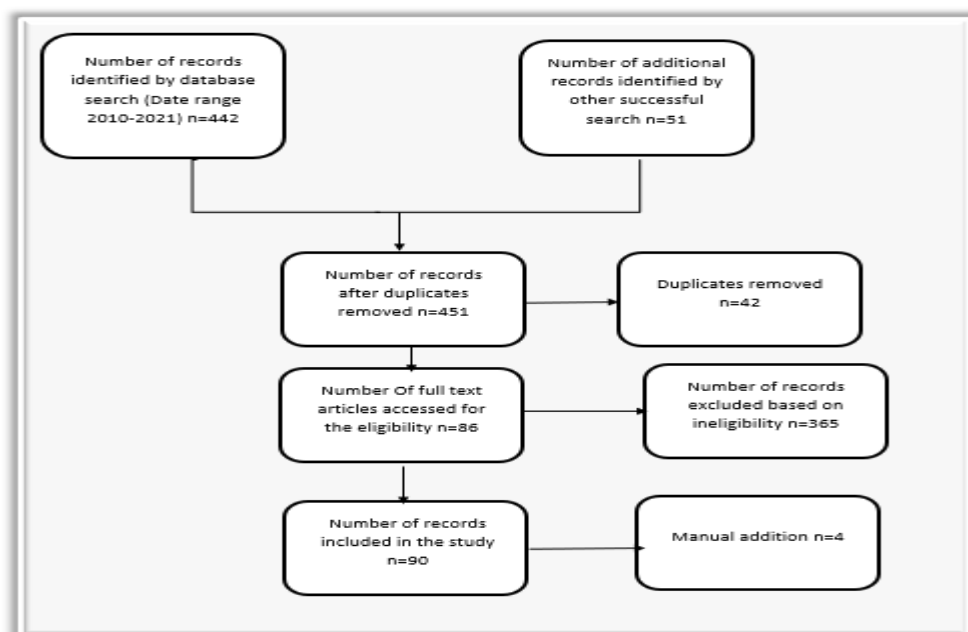 Number of records
identified by database
search (Date range
2010-2021) n=442
Number of additional
records identified by
other successful
search n=51
Number of records
after duplicates
removed n=451
Duplicates removed
n=42
Number Of full text
articles accessed for
the eligibility n=86
Number of records
excluded based on
ineligibility n=365
Number of records
included in the study
n=90
Manual addition n=4